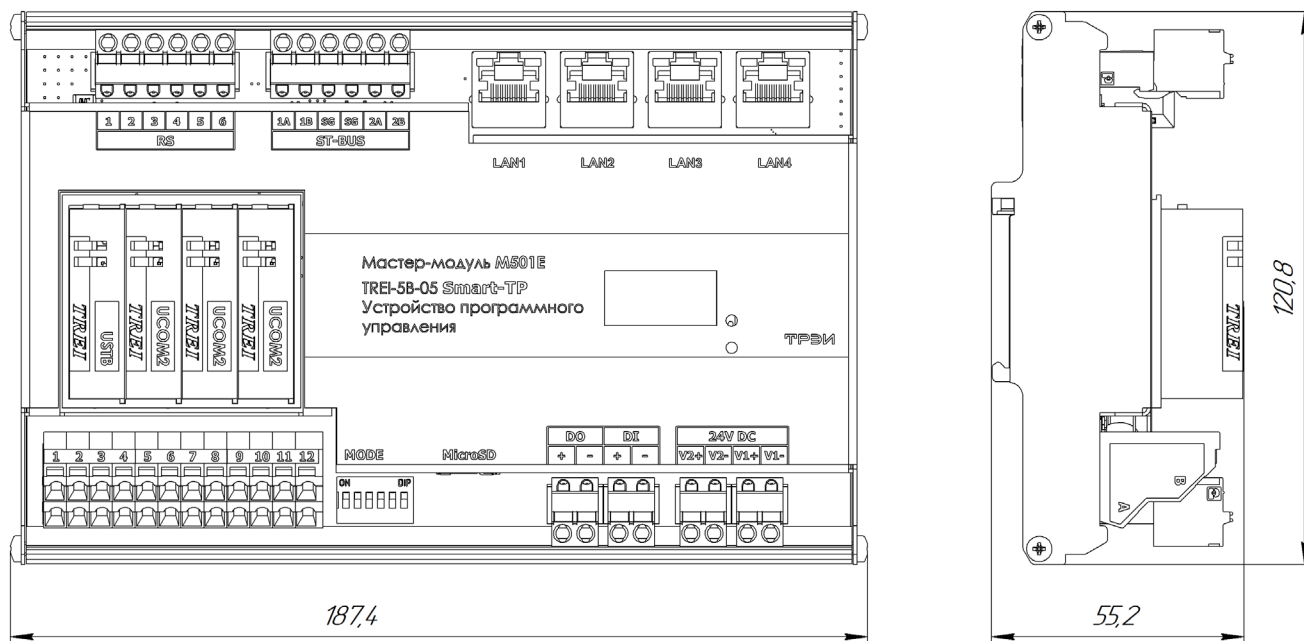 1 2 3 4 5 6
RS
1A 1B SG SG 2A 2B
ST-BUS
LAN1 LAN2 LAN3 LAN4
TREI USTB
TREI UCOM2
TREI UCOM2
TREI UCOM2
Мастер-модуль M501E
TREI-5B-05 Smart-TP
Устройство программного
управления
ТРЭИ
1 2 3 4 5 6 7 8 9 10 11 12
MODE
ON DIP
MicroSD
DO DI
+ - + -
24V DC
V2+ V2- V1+ V1-
187,4
TREI
A
B
55,2
120,8